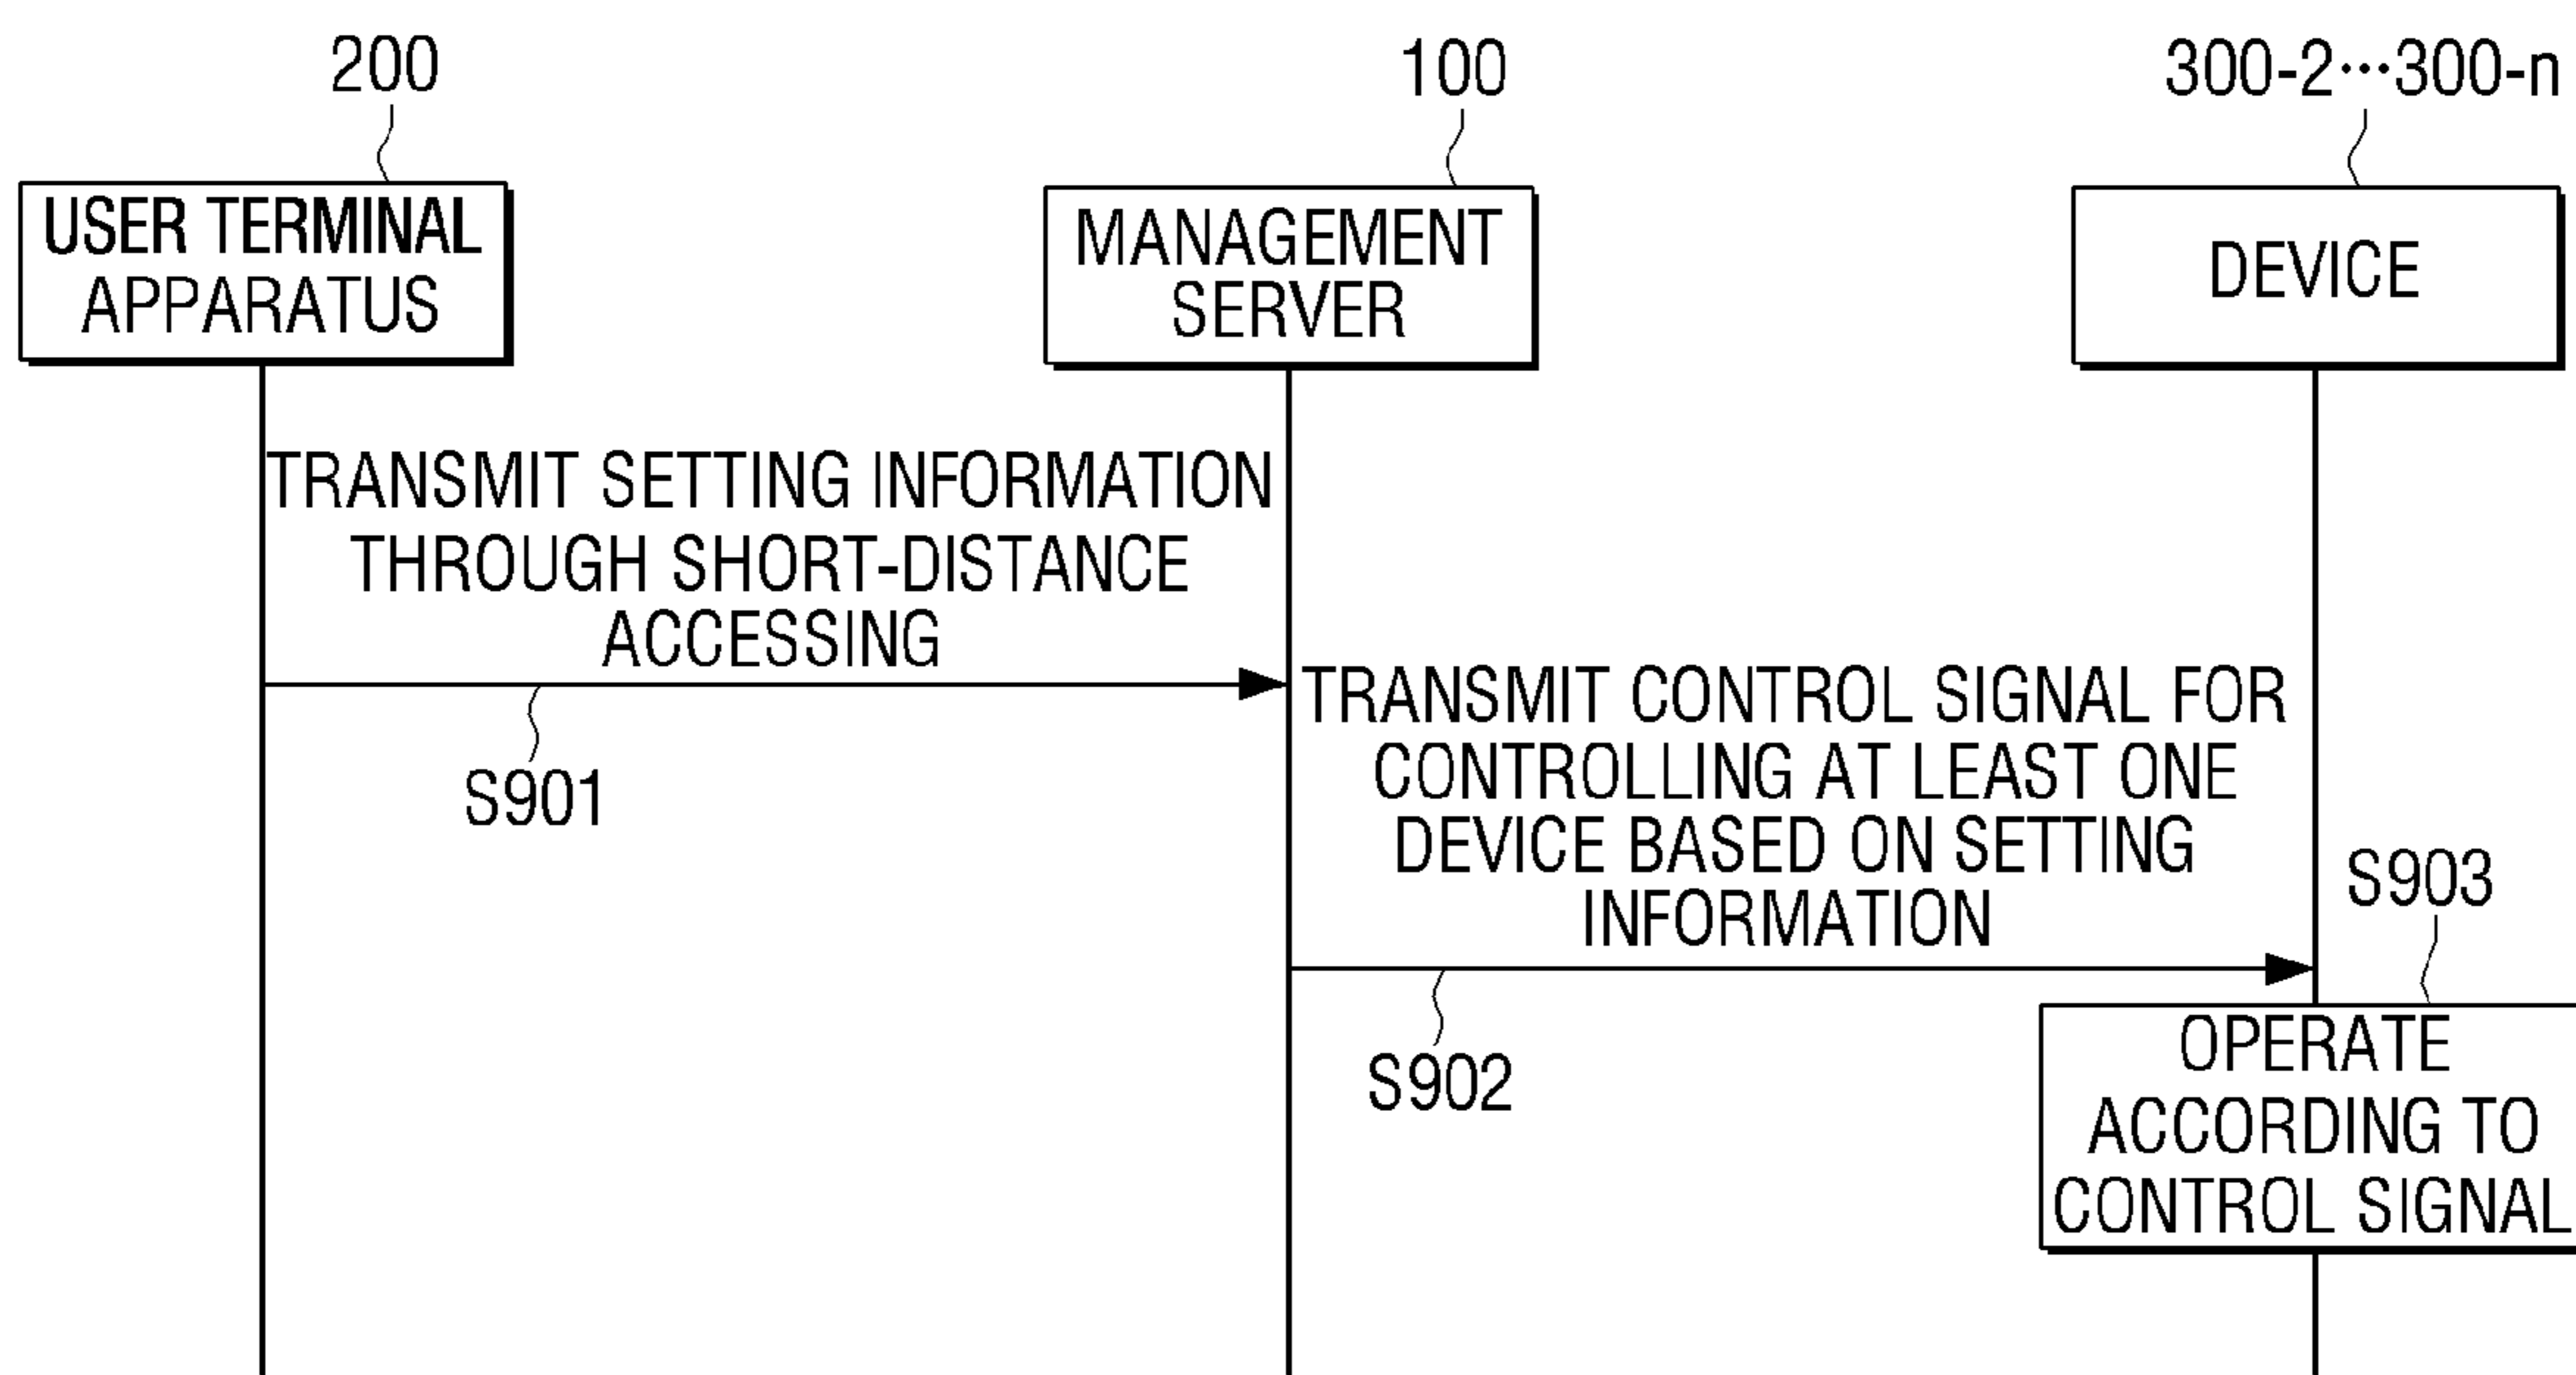 200
100
300-2···300-n
USER TERMINAL
APPARATUS
MANAGEMENT
SERVER
DEVICE
TRANSMIT SETTING INFORMATION
THROUGH SHORT-DISTANCE
ACCESSING
S901
TRANSMIT CONTROL SIGNAL FOR
CONTROLLING AT LEAST ONE
DEVICE BASED ON SETTING
INFORMATION
S902
S903
OPERATE
ACCORDING TO
CONTROL SIGNAL